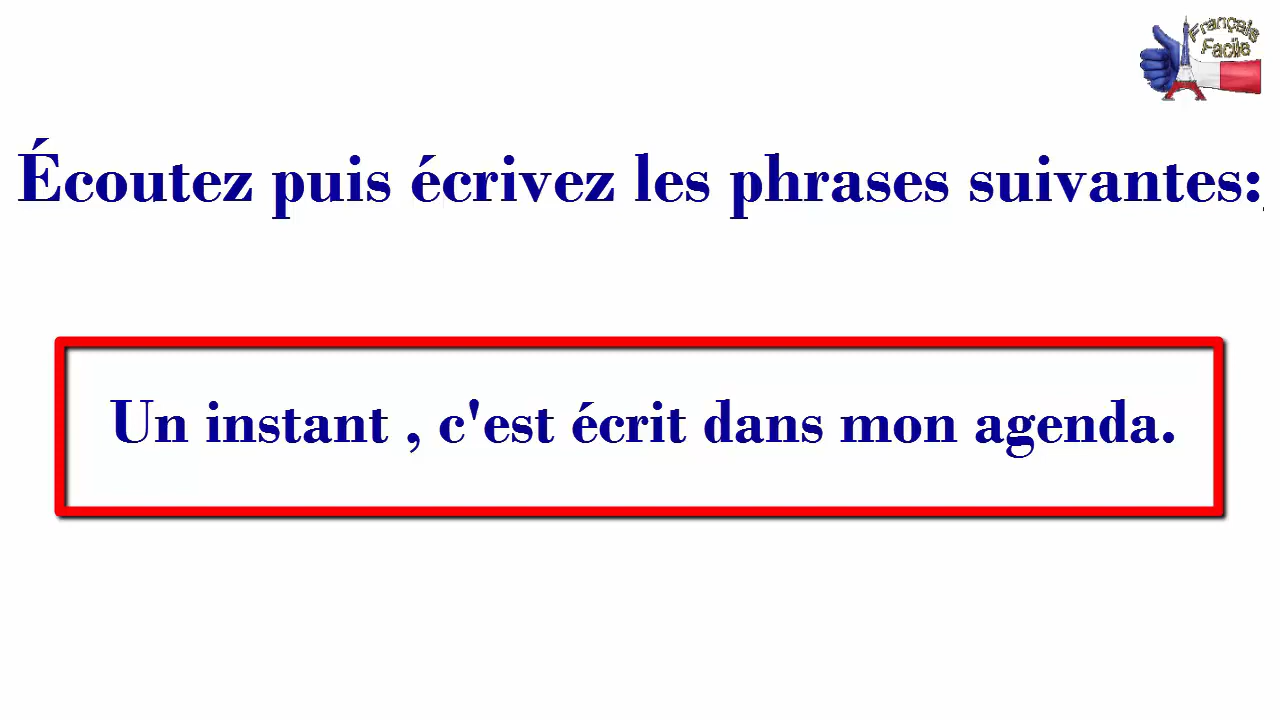 Français
Facile
Écoutez puis écrivez les phrases suivantes:
Un instant , c'est écrit dans mon agenda.